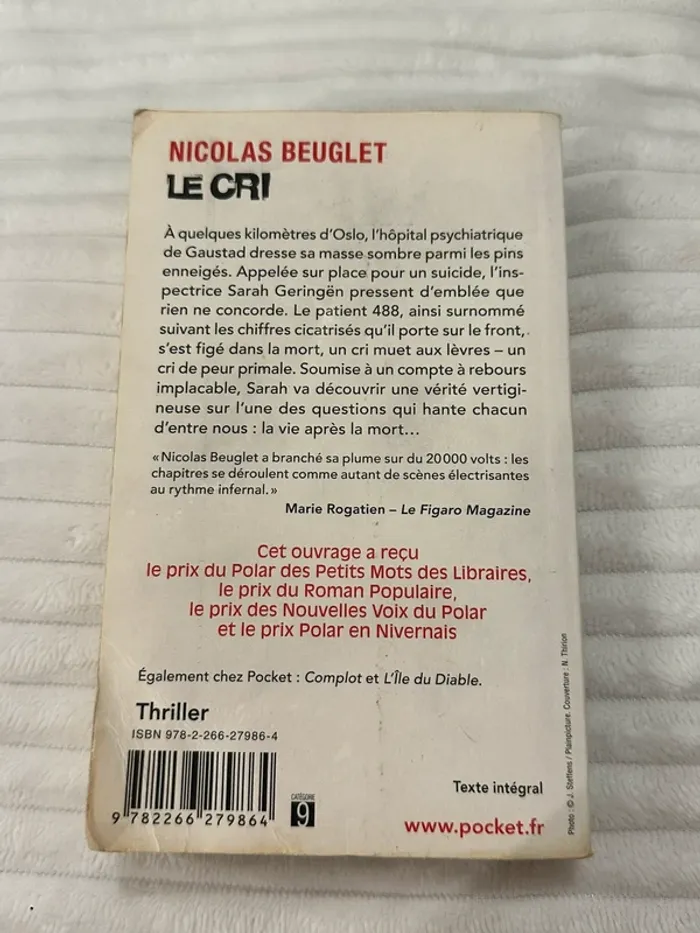 NICOLAS BEUGLET
LE CRI
À quelques kilomètres d'Oslo, l'hôpital psychiatrique
de Gaustad dresse sa masse sombre parmi les pins
enneigés. Appelée sur place pour un suicide, l'ins-
pectrice Sarah Geringën pressent d'emblée que
rien ne concorde. Le patient 488, ainsi surnommé
suivant les chiffres cicatrisés qu'il porte sur le front,
s'est figé dans la mort, un cri muet aux lèvres – un
cri de peur primale. Soumise à un compte à rebours
implacable, Sarah va découvrir une vérité vertigi-
neuse sur l'une des questions qui hante chacun
d'entre nous : la vie après la mort…
« Nicolas Beuglet a branché sa plume sur du 20 000 volts : les
chapitres se déroulent comme autant de scènes électrisantes
au rythme infernal. »
Marie Rogatien – Le Figaro Magazine
Cet ouvrage a reçu
le prix du Polar des Petits Mots des Libraires,
le prix du Roman Populaire,
le prix des Nouvelles Voix du Polar
et le prix Polar en Nivernais
Également chez Pocket : Complot et L'Île du Diable.
Thriller
ISBN 978-2-266-27986-4
9 782266 279864
CATÉGORIE
9
Texte intégral
www.pocket.fr
Photo : © J. Steffens / Plainpicture. Couverture : N. Thirion